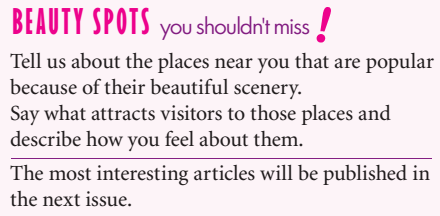 BEAUTY SPOTS you shouldn't miss!
Tell us about the places near you that are popular
because of their beautiful scenery.
Say what attracts visitors to those places and
describe how you feel about them.
The most interesting articles will be published in
the next issue.